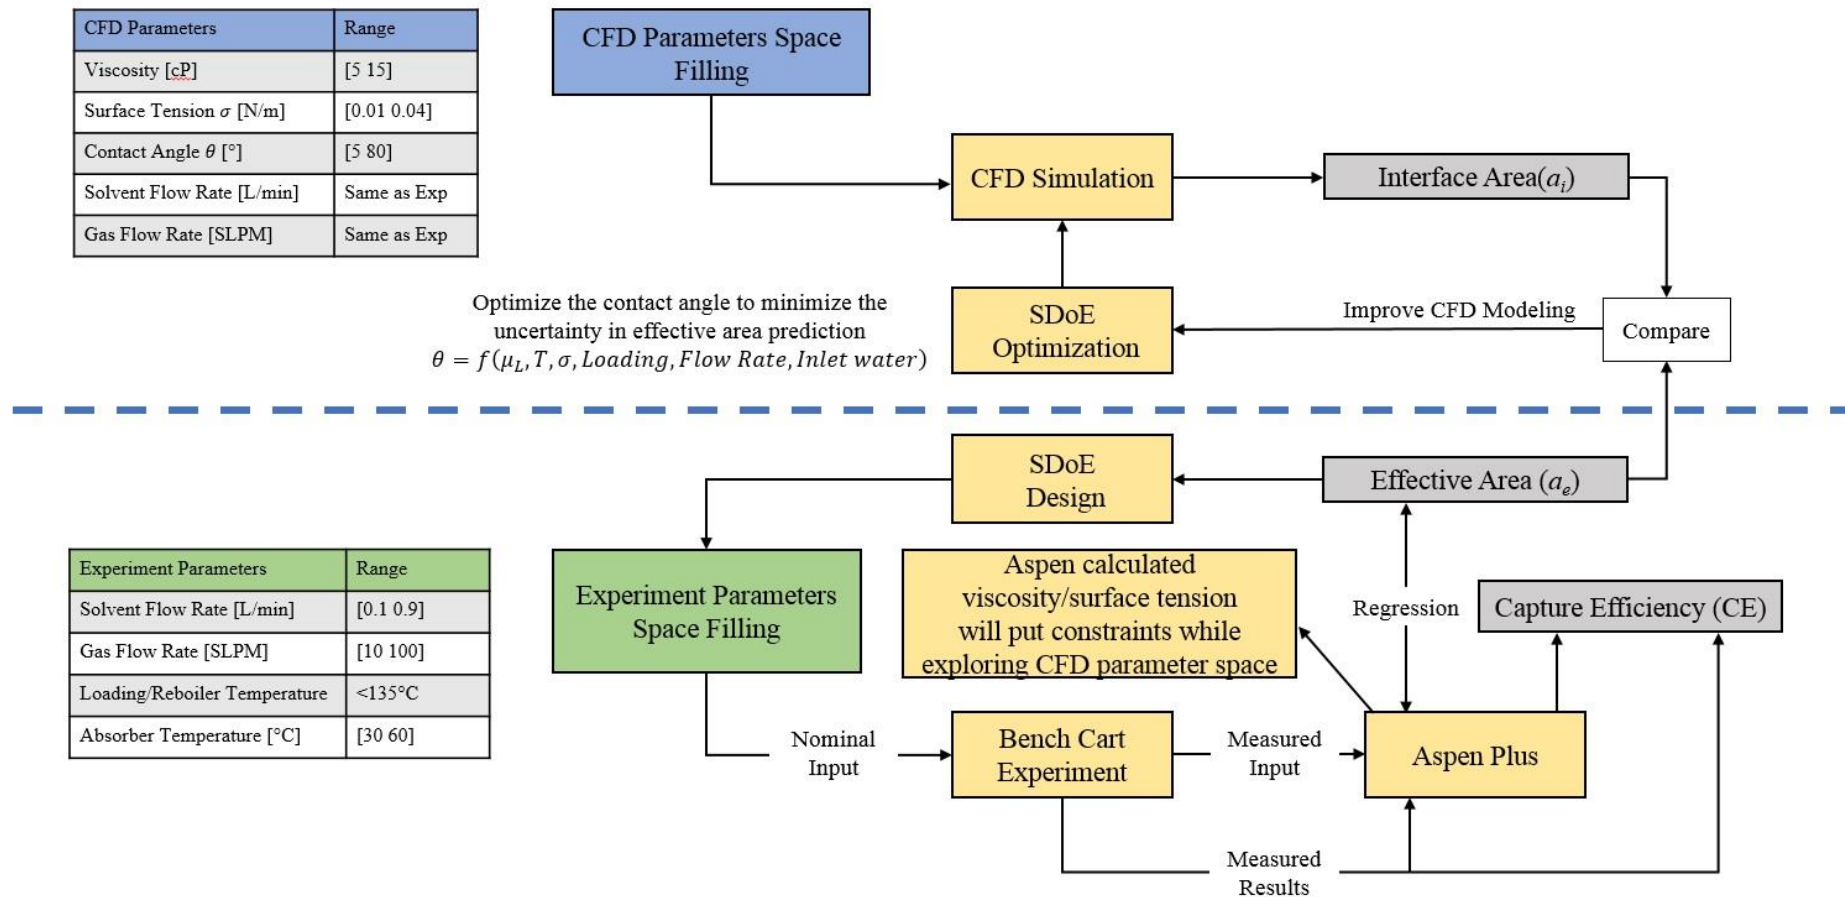 CFD Parameters Range
Viscosity [cP] [5 15]
Surface Tension σ [N/m] [0.01 0.04]
Contact Angle θ [°] [5 80]
Solvent Flow Rate [L/min] Same as Exp
Gas Flow Rate [SLPM] Same as Exp
CFD Parameters Space
Filling
CFD Simulation
Interface Area(aᵢ)
Optimize the contact angle to minimize the
uncertainty in effective area prediction
θ = f(μ_L, T, σ, Loading, Flow Rate, Inlet water)
SDoE
Optimization
Improve CFD Modeling
Compare
SDoE
Design
Effective Area (aₑ)
Experiment Parameters Range
Solvent Flow Rate [L/min] [0.1 0.9]
Gas Flow Rate [SLPM] [10 100]
Loading/Reboiler Temperature <135°C
Absorber Temperature [°C] [30 60]
Experiment Parameters
Space Filling
Aspen calculated
viscosity/surface tension
will put constraints while
exploring CFD parameter space
Regression
Capture Efficiency (CE)
Nominal
Input
Bench Cart
Experiment
Measured
Input
Aspen Plus
Measured
Results